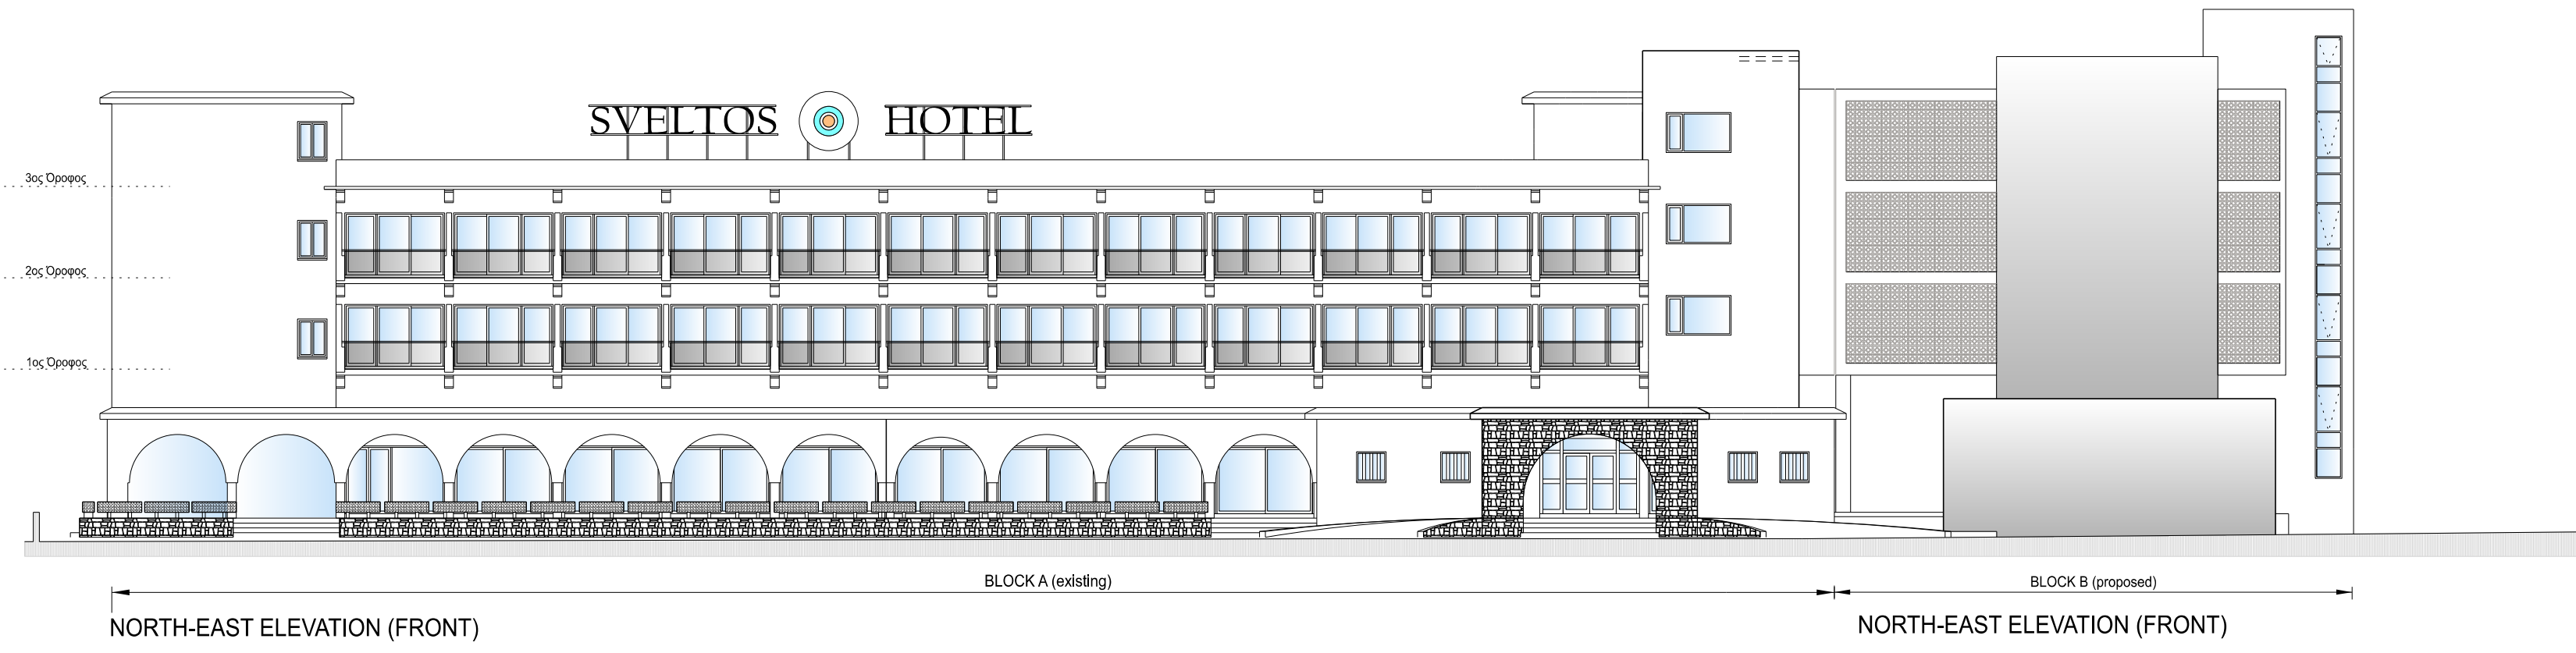 SVELTOS HOTEL
3ος Όροφος
2ος Όροφος
1ος Όροφος
BLOCK A (existing)
BLOCK B (proposed)
NORTH-EAST ELEVATION (FRONT)
NORTH-EAST ELEVATION (FRONT)